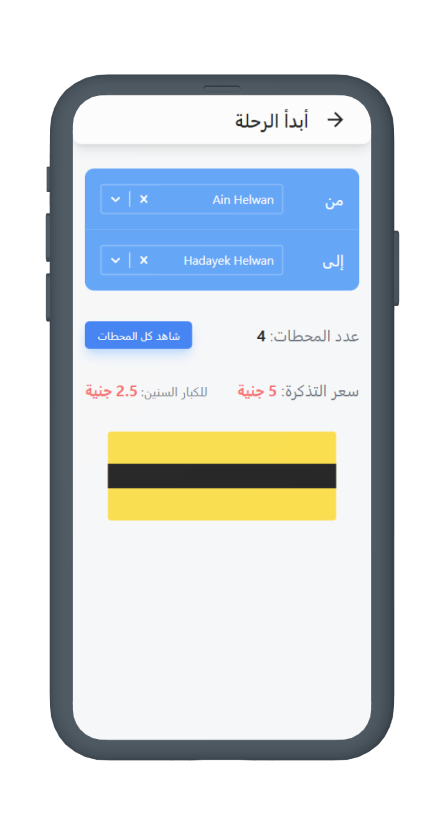 أبدأ الرحلة
من Ain Helwan
إلى Hadayek Helwan
عدد المحطات: 4 شاهد كل المحطات
سعر التذكرة: 5 جنية للكبار السنين: 2.5 جنية